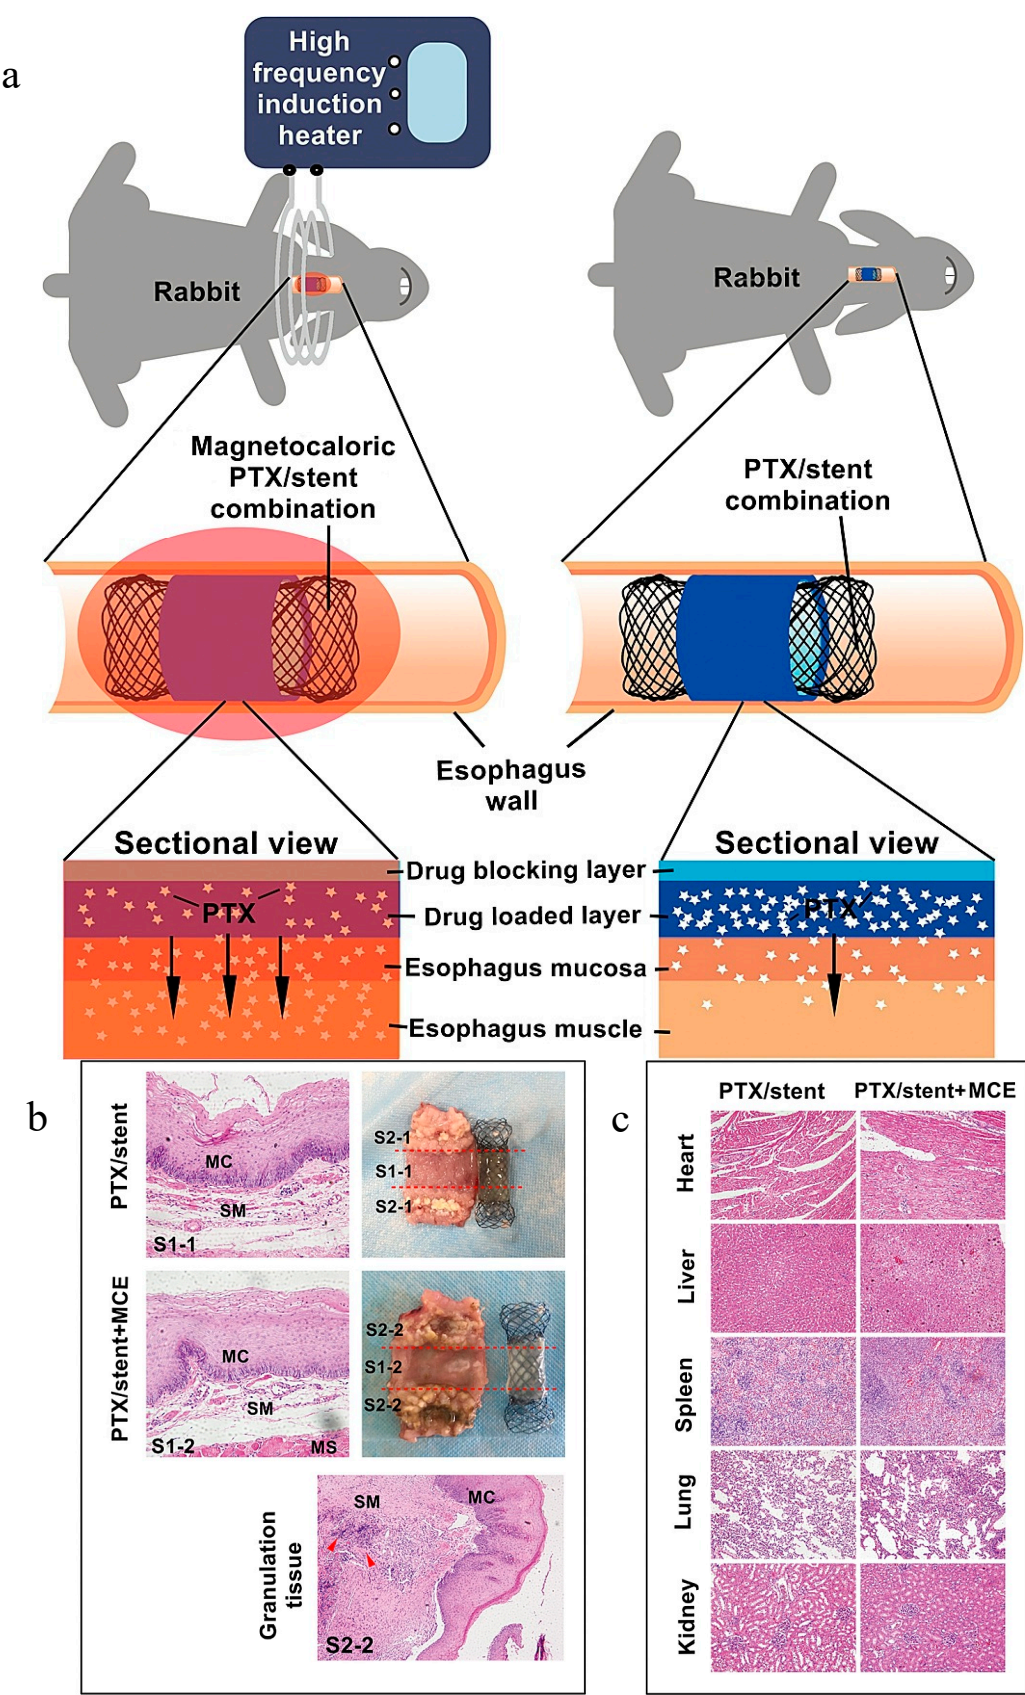 a
High
frequency
induction
heater
Rabbit
Rabbit
Magnetocaloric
PTX/stent
combination
PTX/stent
combination
Esophagus
wall
Sectional view
Sectional view
Drug blocking layer
PTX
Drug loaded layer
PTX
Esophagus mucosa
Esophagus muscle
b
PTX/stent
MC
SM
S1-1
S2-1
S1-1
S2-1
PTX/stent+MCE
MC
SM
S1-2
MS
S2-2
S1-2
S2-2
Granulation
tissue
SM
MC
S2-2
c
PTX/stent
PTX/stent+MCE
Heart
Liver
Spleen
Lung
Kidney